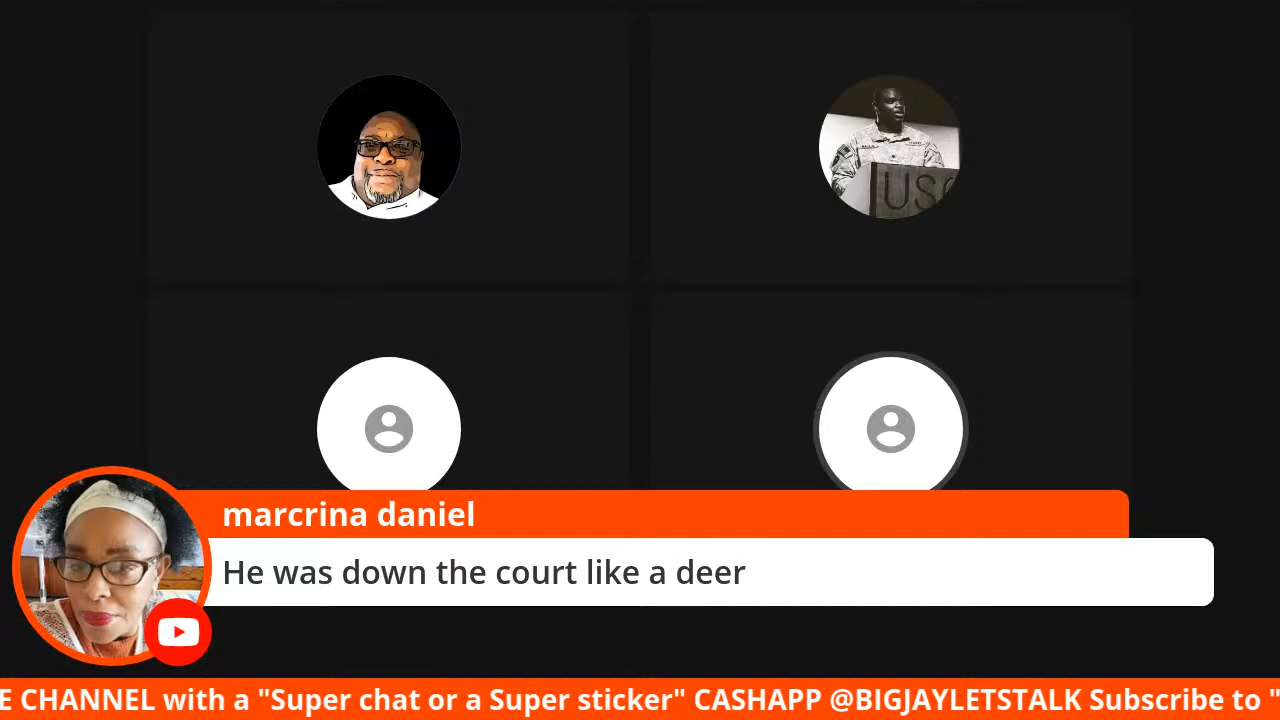 US
marcrina daniel
He was down the court like a deer
E CHANNEL with a "Super chat or a Super sticker" CASHAPP @BIGJAYLETSTALK Subscribe to "